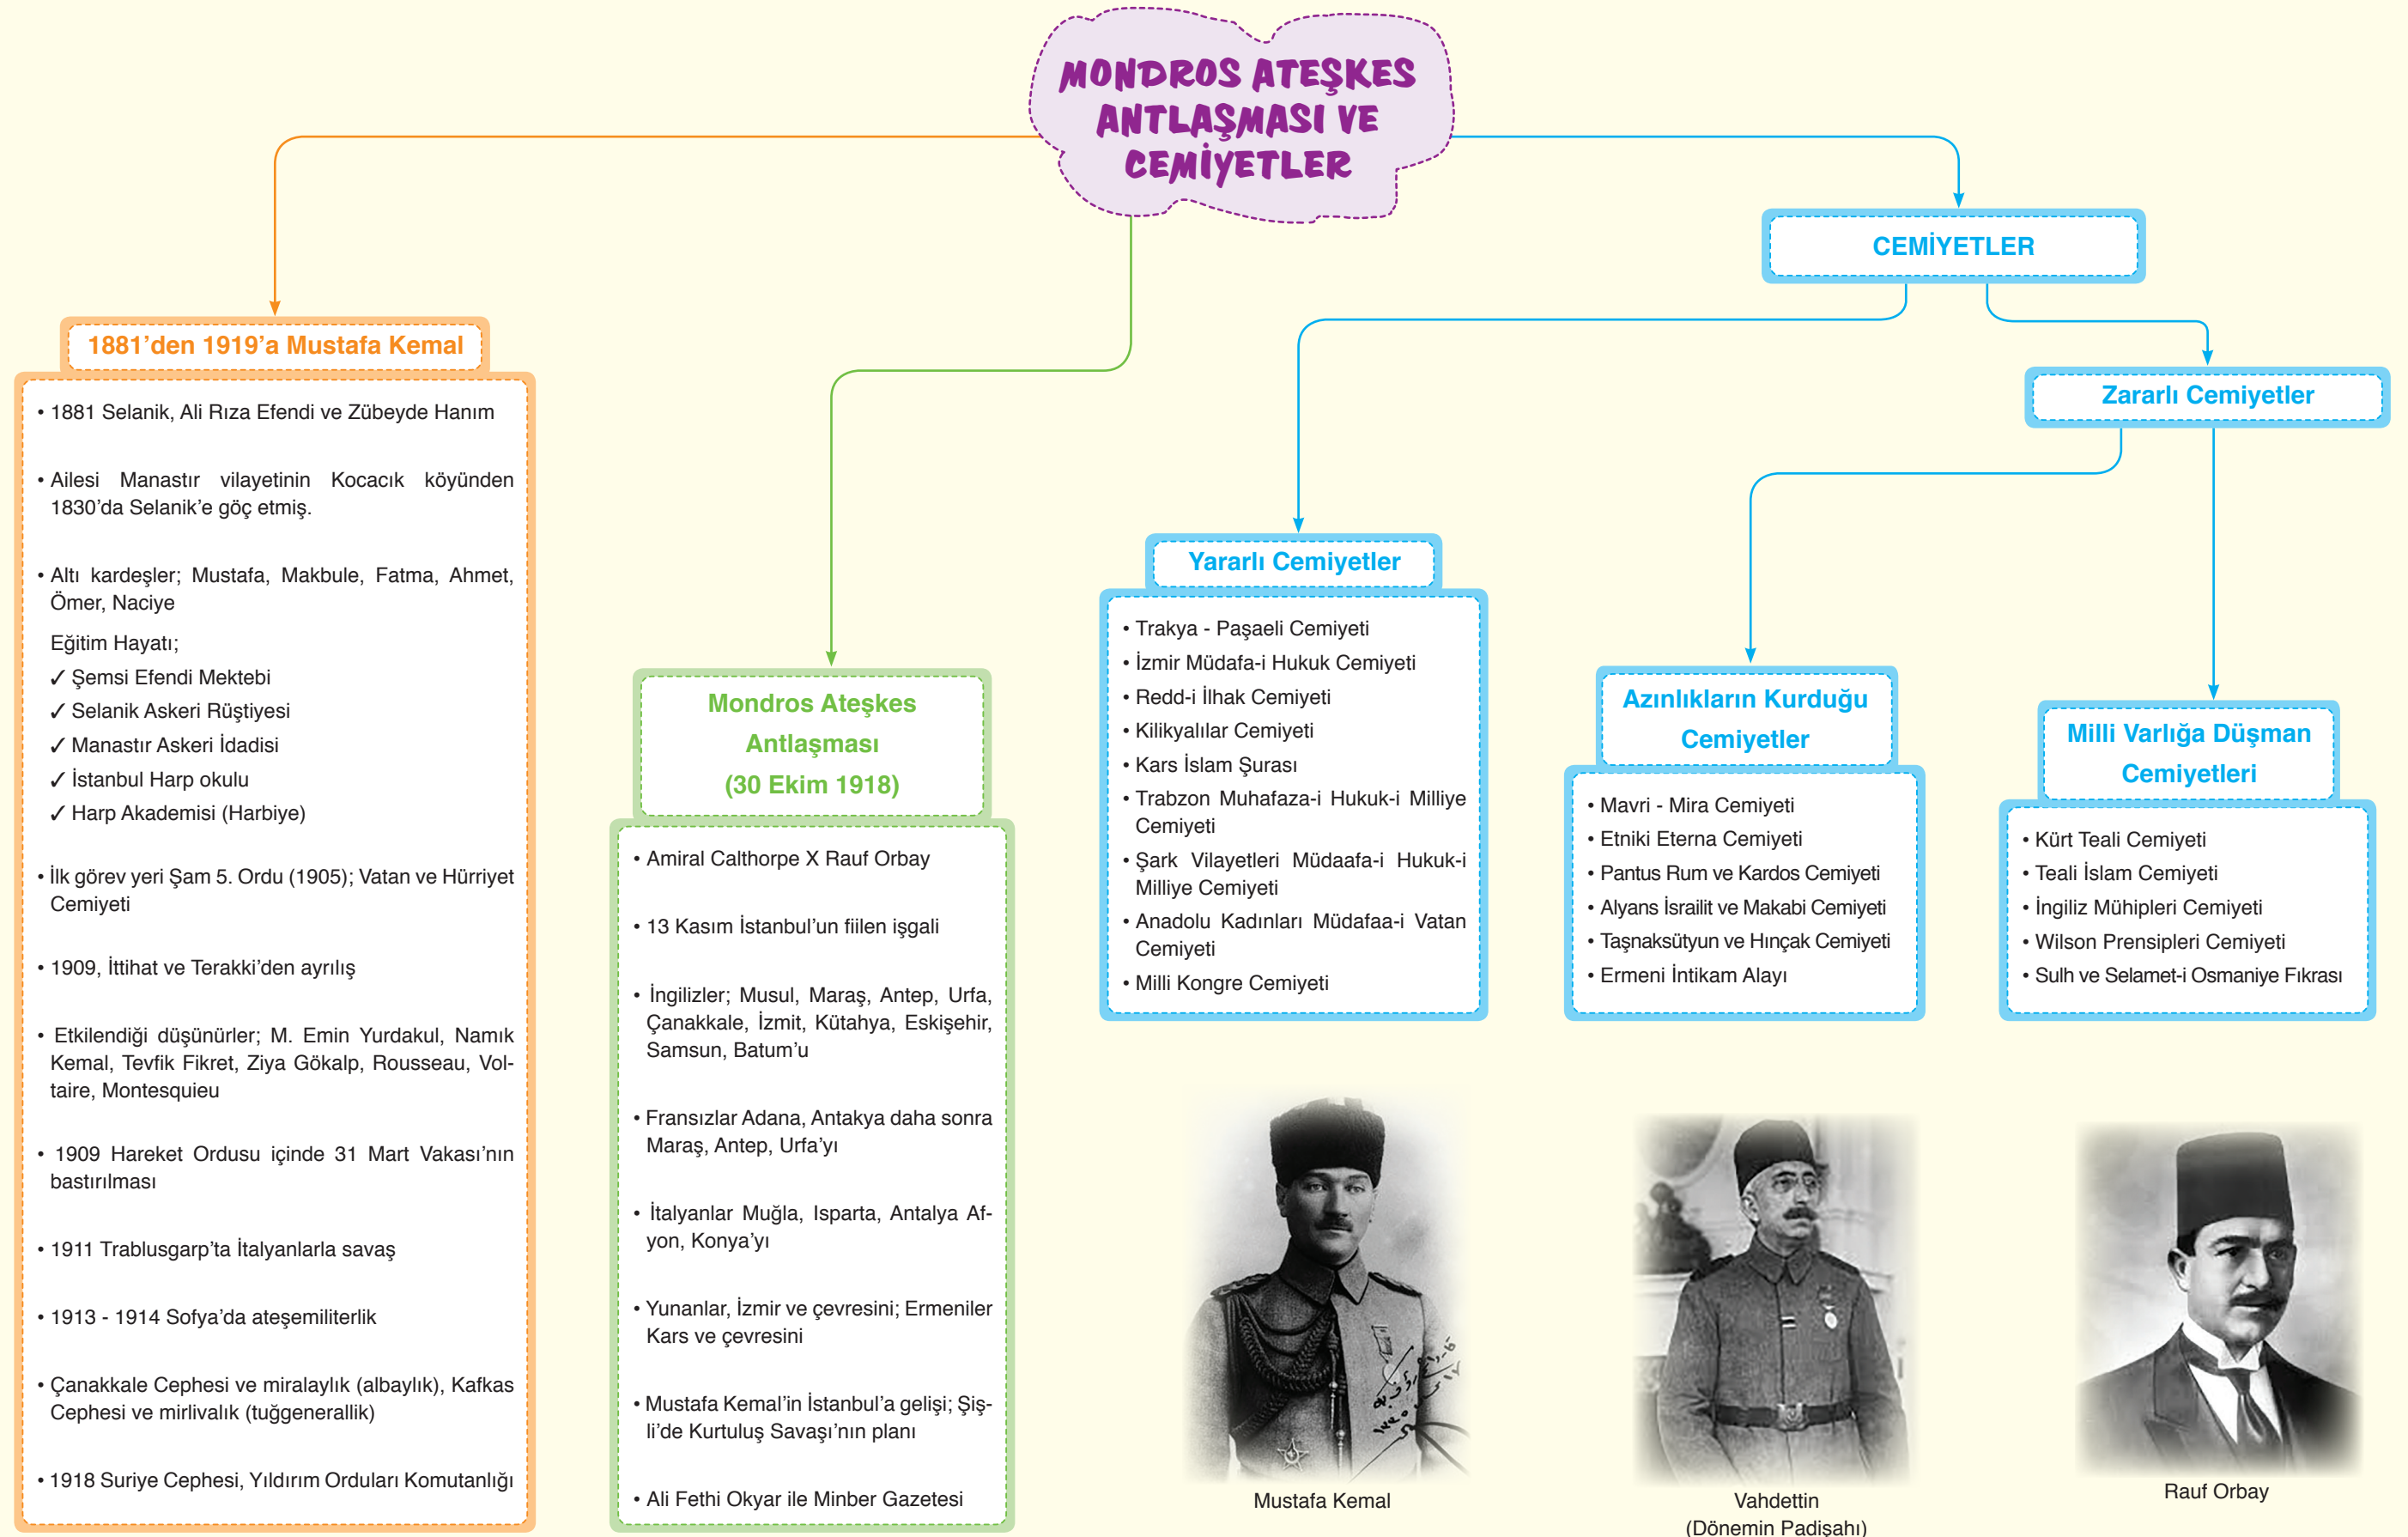 MONDROS ATEŞKES
ANTLAŞMASI VE
CEMİYETLER
1881’den 1919’a Mustafa Kemal
• 1881 Selanik, Ali Rıza Efendi ve Zübeyde Hanım
• Ailesi Manastır vilayetinin Kocacık köyünden
1830’da Selanik’e göç etmiş.
• Altı kardeşler; Mustafa, Makbule, Fatma, Ahmet,
Ömer, Naciye
Eğitim Hayatı;
✓ Şemsi Efendi Mektebi
✓ Selanik Askeri Rüştiyesi
✓ Manastır Askeri İdadisi
✓ İstanbul Harp okulu
✓ Harp Akademisi (Harbiye)
• İlk görev yeri Şam 5. Ordu (1905); Vatan ve Hürriyet
Cemiyeti
• 1909, İttihat ve Terakki’den ayrılış
• Etkilendiği düşünürler; M. Emin Yurdakul, Namık
Kemal, Tevfik Fikret, Ziya Gökalp, Rousseau, Vol-
taire, Montesquieu
• 1909 Hareket Ordusu içinde 31 Mart Vakası’nın
bastırılması
• 1911 Trablusgarp’ta İtalyanlarla savaş
• 1913 - 1914 Sofya’da ateşemiliterlik
• Çanakkale Cephesi ve miralaylık (albaylık), Kafkas
Cephesi ve mirlivalık (tuğgenerallik)
• 1918 Suriye Cephesi, Yıldırım Orduları Komutanlığı
Mondros Ateşkes
Antlaşması
(30 Ekim 1918)
• Amiral Calthorpe X Rauf Orbay
• 13 Kasım İstanbul’un fiilen işgali
• İngilizler; Musul, Maraş, Antep, Urfa,
Çanakkale, İzmit, Kütahya, Eskişehir,
Samsun, Batum’u
• Fransızlar Adana, Antakya daha sonra
Maraş, Antep, Urfa’yı
• İtalyanlar Muğla, Isparta, Antalya Af-
yon, Konya’yı
• Yunanlar, İzmir ve çevresini; Ermeniler
Kars ve çevresini
• Mustafa Kemal’in İstanbul’a gelişi; Şiş-
li’de Kurtuluş Savaşı’nın planı
• Ali Fethi Okyar ile Minber Gazetesi
CEMİYETLER
Yararlı Cemiyetler
• Trakya - Paşaeli Cemiyeti
• İzmir Müdafa-i Hukuk Cemiyeti
• Redd-i İlhak Cemiyeti
• Kilikyalılar Cemiyeti
• Kars İslam Şurası
• Trabzon Muhafaza-i Hukuk-i Milliye
Cemiyeti
• Şark Vilayetleri Müdaafa-i Hukuk-i
Milliye Cemiyeti
• Anadolu Kadınları Müdafaa-i Vatan
Cemiyeti
• Milli Kongre Cemiyeti
Zararlı Cemiyetler
Azınlıkların Kurduğu
Cemiyetler
• Mavri - Mira Cemiyeti
• Etniki Eterna Cemiyeti
• Pantus Rum ve Kardos Cemiyeti
• Alyans İsrailit ve Makabi Cemiyeti
• Taşnaksütyun ve Hınçak Cemiyeti
• Ermeni İntikam Alayı
Milli Varlığa Düşman
Cemiyetleri
• Kürt Teali Cemiyeti
• Teali İslam Cemiyeti
• İngiliz Mühipleri Cemiyeti
• Wilson Prensipleri Cemiyeti
• Sulh ve Selamet-i Osmaniye Fıkrası
Mustafa Kemal
Vahdettin
(Dönemin Padişahı)
Rauf Orbay